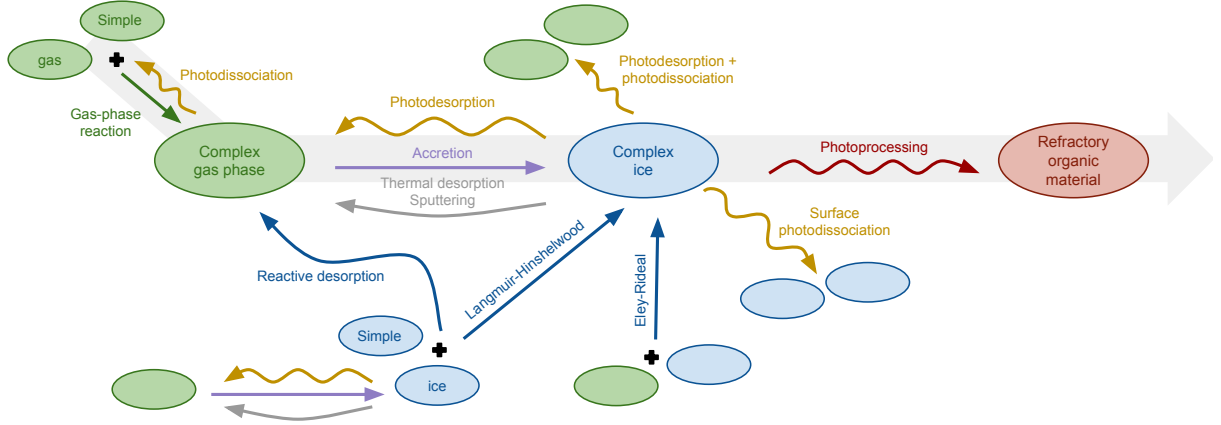 Simple
gas
Photodissociation
Gas-phase
reaction
Complex
gas phase
Photodesorption
Accretion
Thermal desorption
Sputtering
Photodesorption +
photodissociation
Complex
ice
Photoprocessing
Refractory
organic
material
Surface
photodissociation
Reactive desorption
Langmuir-Hinshelwood
Eley-Rideal
Simple
ice